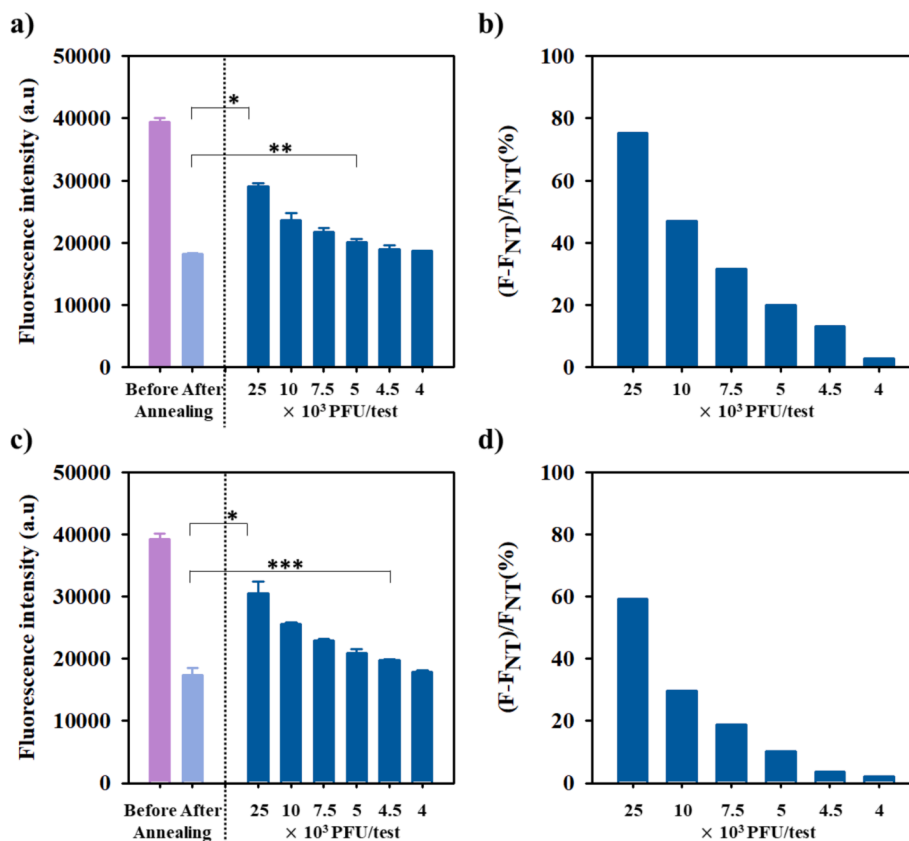 a)
Fluorescence intensity (a.u)
50000
40000
30000
20000
10000
0
*
**
Before After
Annealing
25 10 7.5 5 4.5 4
× 10³ PFU/test
b)
(F-FNT)/FNT(%)
100
80
60
40
20
0
25 10 7.5 5 4.5 4
× 10³ PFU/test
c)
Fluorescence intensity (a.u)
50000
40000
30000
20000
10000
0
*
***
Before After
Annealing
25 10 7.5 5 4.5 4
× 10³ PFU/test
d)
(F-FNT)/FNT(%)
100
80
60
40
20
0
25 10 7.5 5 4.5 4
× 10³ PFU/test